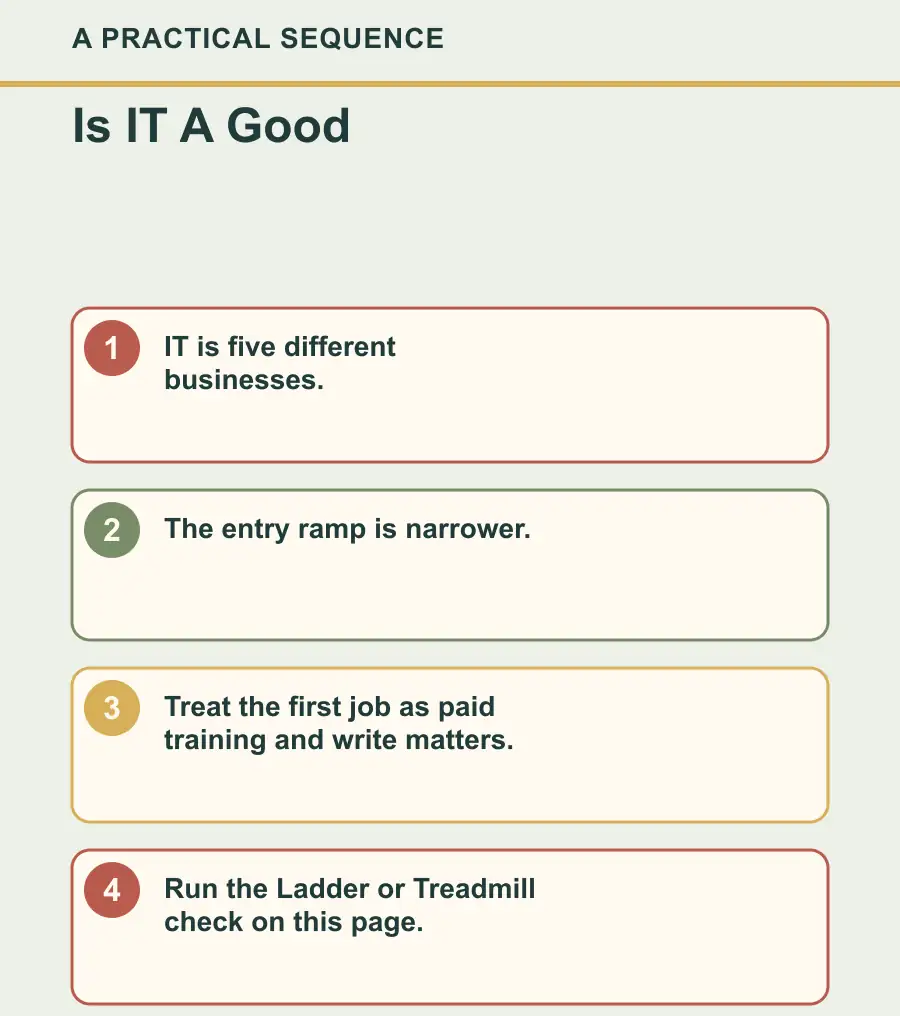 A PRACTICAL SEQUENCE
Is IT A Good
1
IT is five different
businesses.
2
The entry ramp is narrower.
3
Treat the first job as paid
training and write matters.
4
Run the Ladder or Treadmill
check on this page.